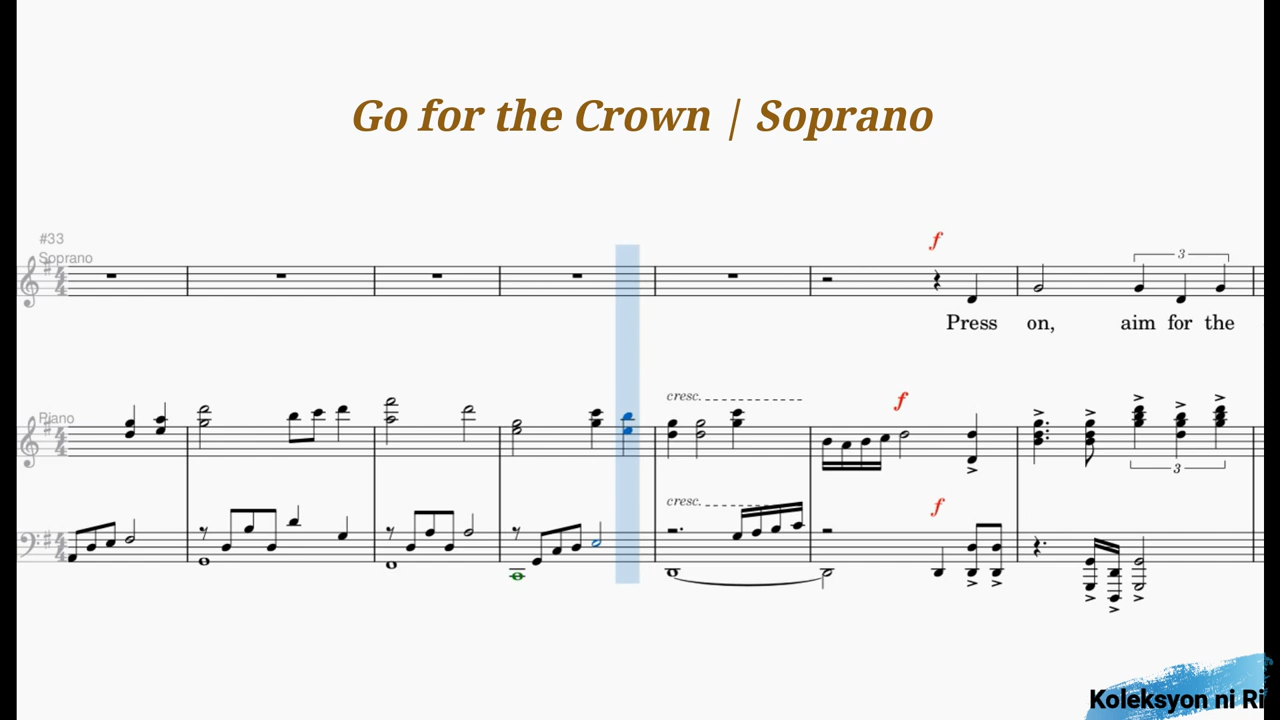 Go for the Crown | Soprano
#33
Soprano
f
3
Press on, aim for the
Piano
cresc.
f
3
cresc.
f
Koleksyon ni Ri